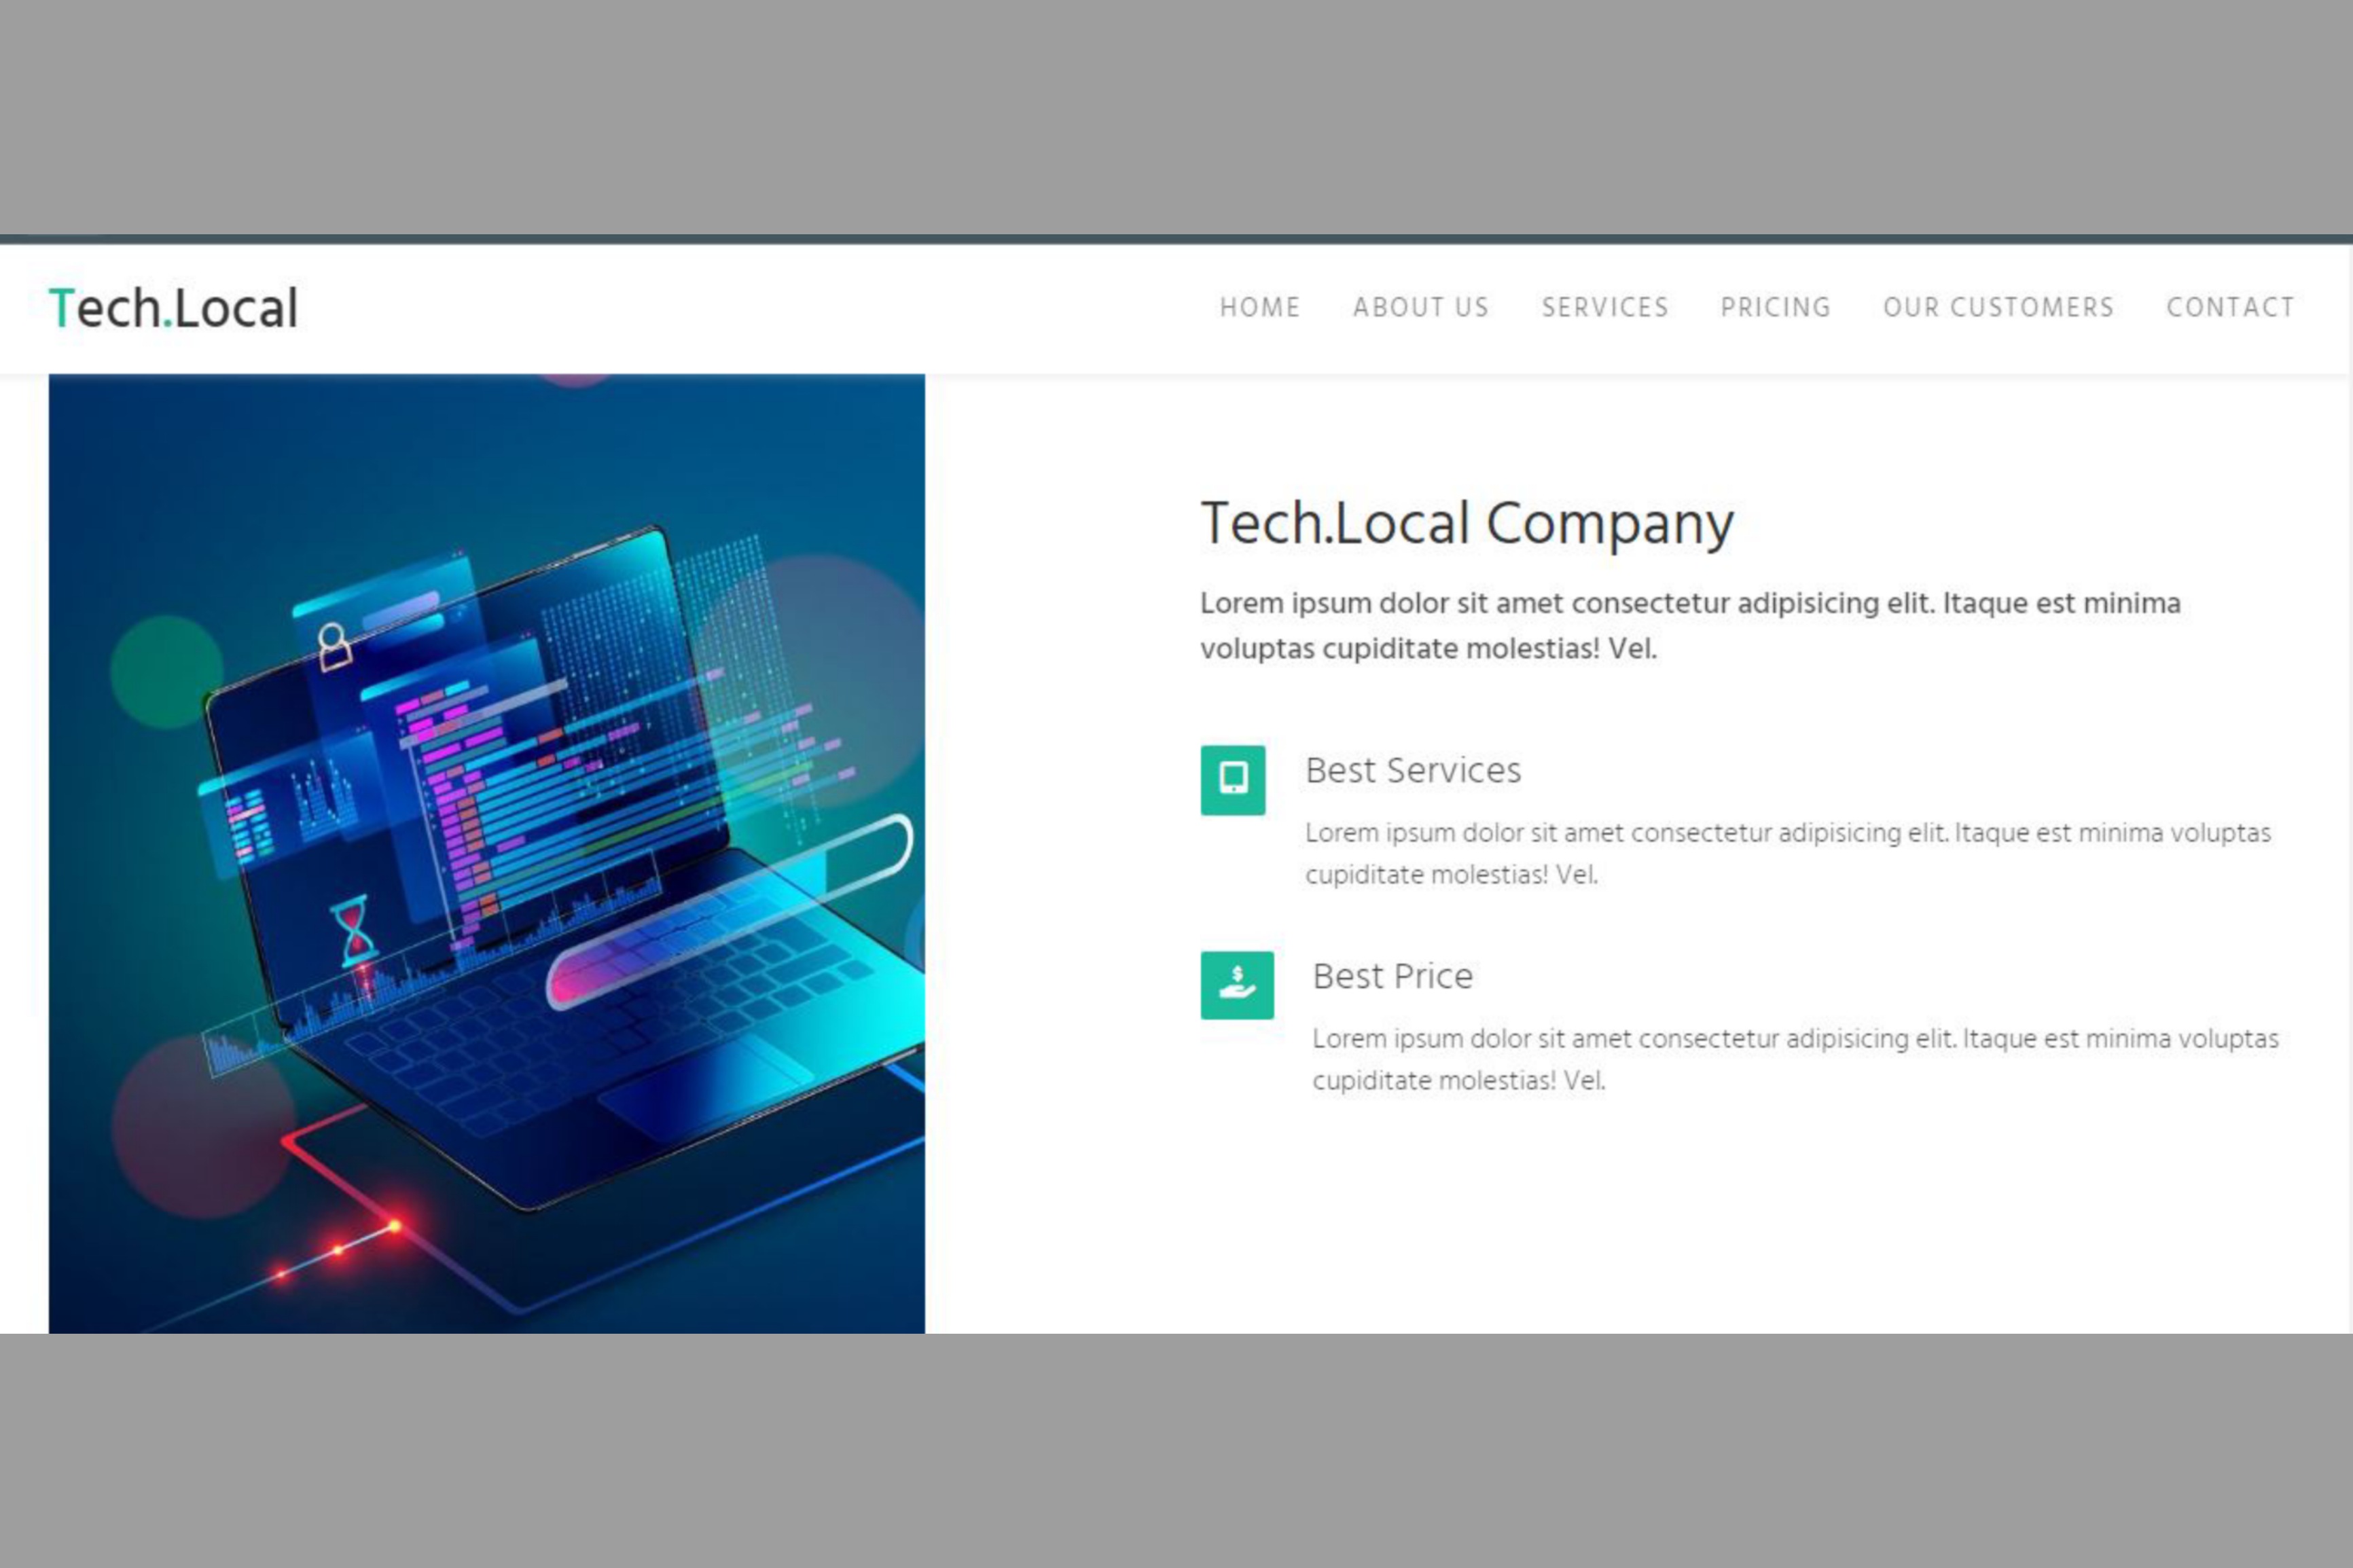 Tech.Local
HOME ABOUT US SERVICES PRICING OUR CUSTOMERS CONTACT
Tech.Local Company
Lorem ipsum dolor sit amet consectetur adipisicing elit. Itaque est minima
voluptas cupiditate molestias! Vel.
Best Services
Lorem ipsum dolor sit amet consectetur adipisicing elit. Itaque est minima voluptas
cupiditate molestias! Vel.
Best Price
Lorem ipsum dolor sit amet consectetur adipisicing elit. Itaque est minima voluptas
cupiditate molestias! Vel.